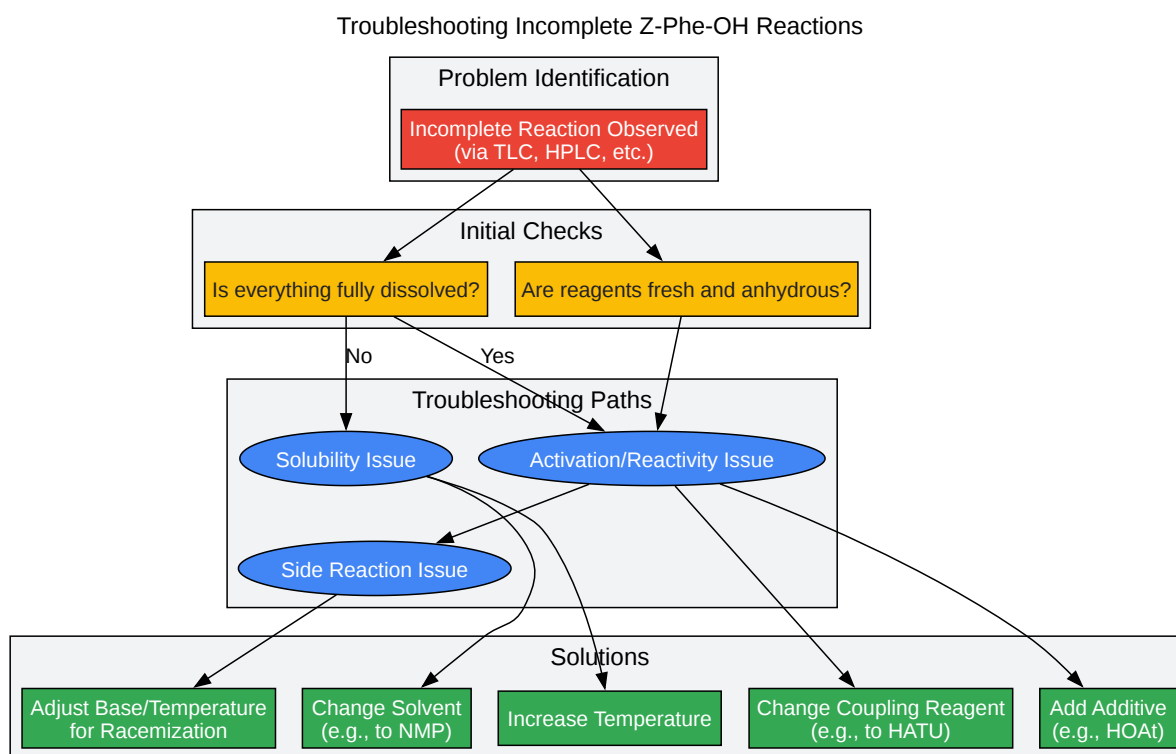 Troubleshooting Incomplete Z-Phe-OH Reactions
Problem Identification
Incomplete Reaction Observed
(via TLC, HPLC, etc.)
Initial Checks
Is everything fully dissolved?
Are reagents fresh and anhydrous?
No
Yes
Troubleshooting Paths
Solubility Issue
Activation/Reactivity Issue
Side Reaction Issue
Solutions
Adjust Base/Temperature
for Racemization
Change Solvent
(e.g., to NMP)
Increase Temperature
Change Coupling Reagent
(e.g., to HATU)
Add Additive
(e.g., HOAt)